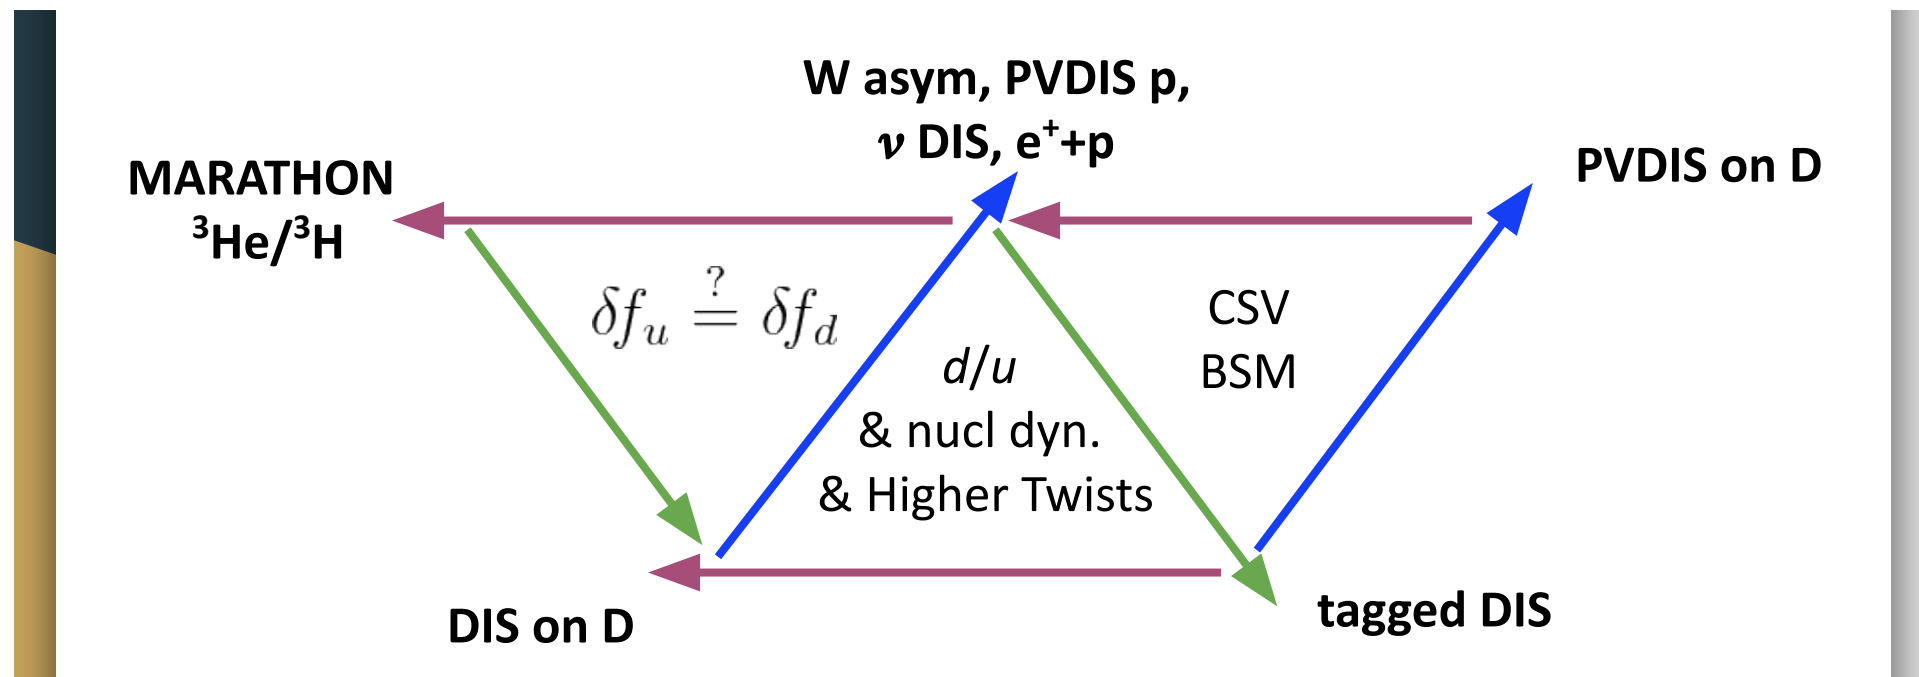 W asym, PVDIS p,
𝝂 DIS, e⁺+p
MARATHON
³He/³H
PVDIS on D
δfᵤ ≟ δf_d
CSV
BSM
d/u
& nucl dyn.
& Higher Twists
DIS on D
tagged DIS